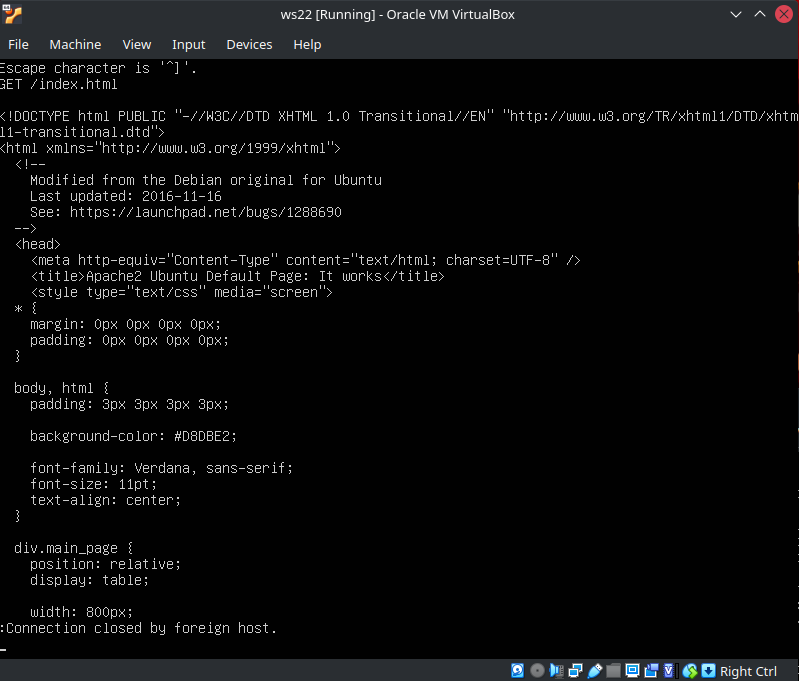 ws22 [Running] - Oracle VM VirtualBox
File Machine View Input Devices Help
Escape character is '^]'.
GET /index.html
<!DOCTYPE html PUBLIC "-//W3C//DTD XHTML 1.0 Transitional//EN" "http://www.w3.org/TR/xhtml1/DTD/xhtm
l1-transitional.dtd">
<html xmlns="http://www.w3.org/1999/xhtml">
  <!--
    Modified from the Debian original for Ubuntu
    Last updated: 2016-11-16
    See: https://launchpad.net/bugs/1288690
  -->
  <head>
    <meta http-equiv="Content-Type" content="text/html; charset=UTF-8" />
    <title>Apache2 Ubuntu Default Page: It works</title>
    <style type="text/css" media="screen">
  * {
    margin: 0px 0px 0px 0px;
    padding: 0px 0px 0px 0px;
  }
  body, html {
    padding: 3px 3px 3px 3px;
    background-color: #D8DBE2;
    font-family: Verdana, sans-serif;
    font-size: 11pt;
    text-align: center;
  }
  div.main_page {
    position: relative;
    display: table;
    width: 800px;
:Connection closed by foreign host.
Right Ctrl